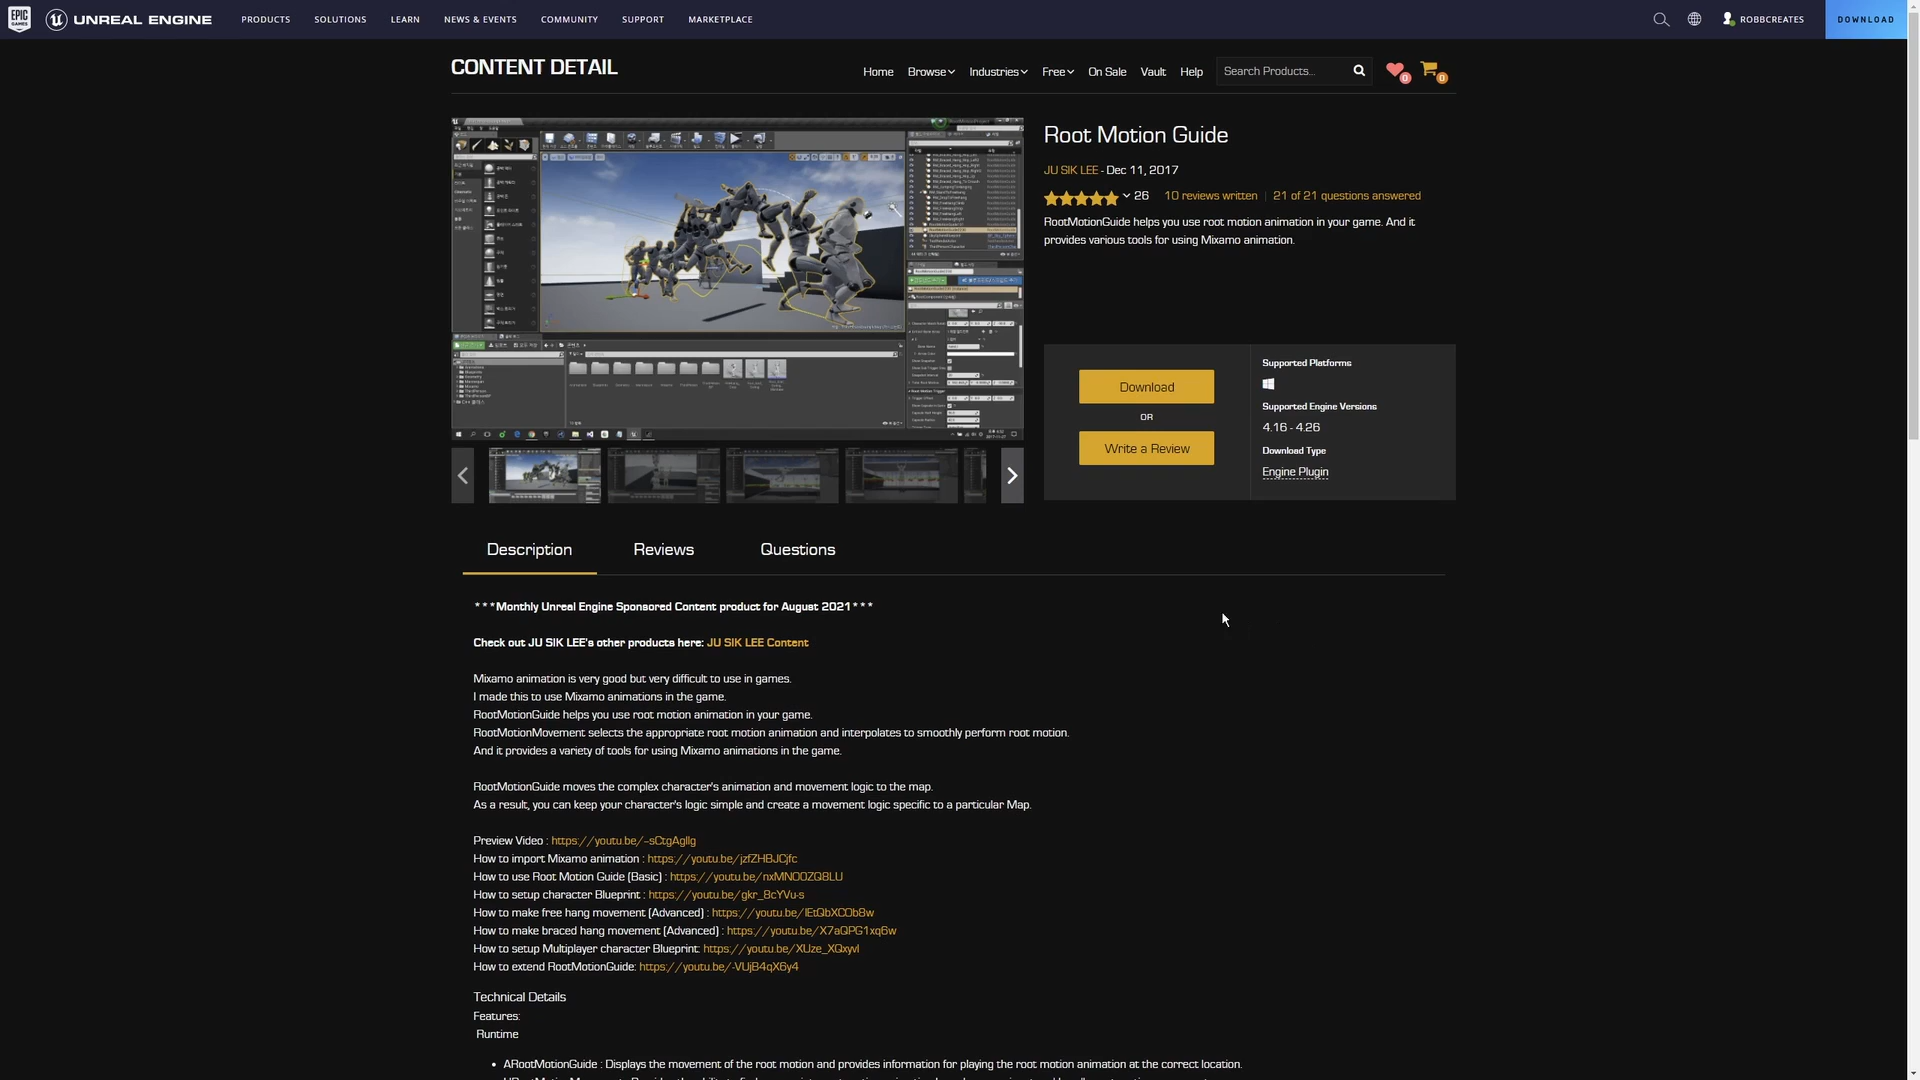 EPIC GAMES
UNREAL ENGINE PRODUCTS SOLUTIONS LEARN NEWS & EVENTS COMMUNITY SUPPORT MARKETPLACE ROBBCREATES DOWNLOAD
CONTENT DETAIL
Home Browse Industries Free On Sale Vault Help Search Products... 0 0
Root Motion Guide
JU SIK LEE - Dec 11, 2017
26 10 reviews written 21 of 21 questions answered
RootMotionGuide helps you use root motion animation in your game. And it
provides various tools for using Mixamo animation.
Download
OR
Write a Review
Supported Platforms
Supported Engine Versions
4.16 - 4.26
Download Type
Engine Plugin
Description Reviews Questions
***Monthly Unreal Engine Sponsored Content product for August 2021***
Check out JU SIK LEE's other products here: JU SIK LEE Content
Mixamo animation is very good but very difficult to use in games.
I made this to use Mixamo animations in the game.
RootMotionGuide helps you use root motion animation in your game.
RootMotionMovement selects the appropriate root motion animation and interpolates to smoothly perform root motion.
And it provides a variety of tools for using Mixamo animations in the game.
RootMotionGuide moves the complex character's animation and movement logic to the map.
As a result, you can keep your character's logic simple and create a movement logic specific to a particular Map.
Preview Video :
How to import Mixamo animation : https://youtu.be/jzfZHBJCjfc
How to use Root Motion Guide (Basic) : https://youtu.be/nxMNO0ZQ8LU
How to setup character Blueprint : https://youtu.be/gkr_8cYVu-s
How to make free hang movement (Advanced) :
How to make braced hang movement (Advanced) : https://youtu.be/X7aQPG1xq6w
How to setup Multiplayer character Blueprint:
How to extend RootMotionGuide: https://youtu.be/-VUjB4qX6y4
Technical Details
Features:
Runtime
• ARootMotionGuide : Displays the movement of the root motion and provides information for playing the root motion animation at the correct location.